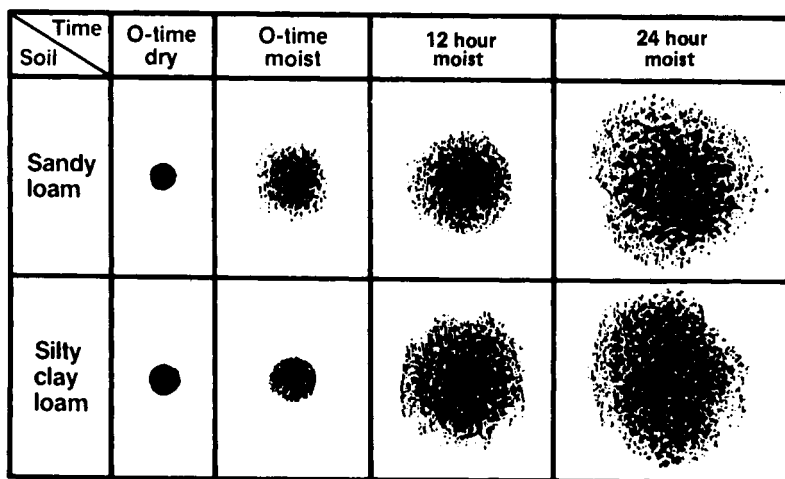 Time
Soil
O-time
dry
O-time
moist
12 hour
moist
24 hour
moist
Sandy
loam
Silty
clay
loam